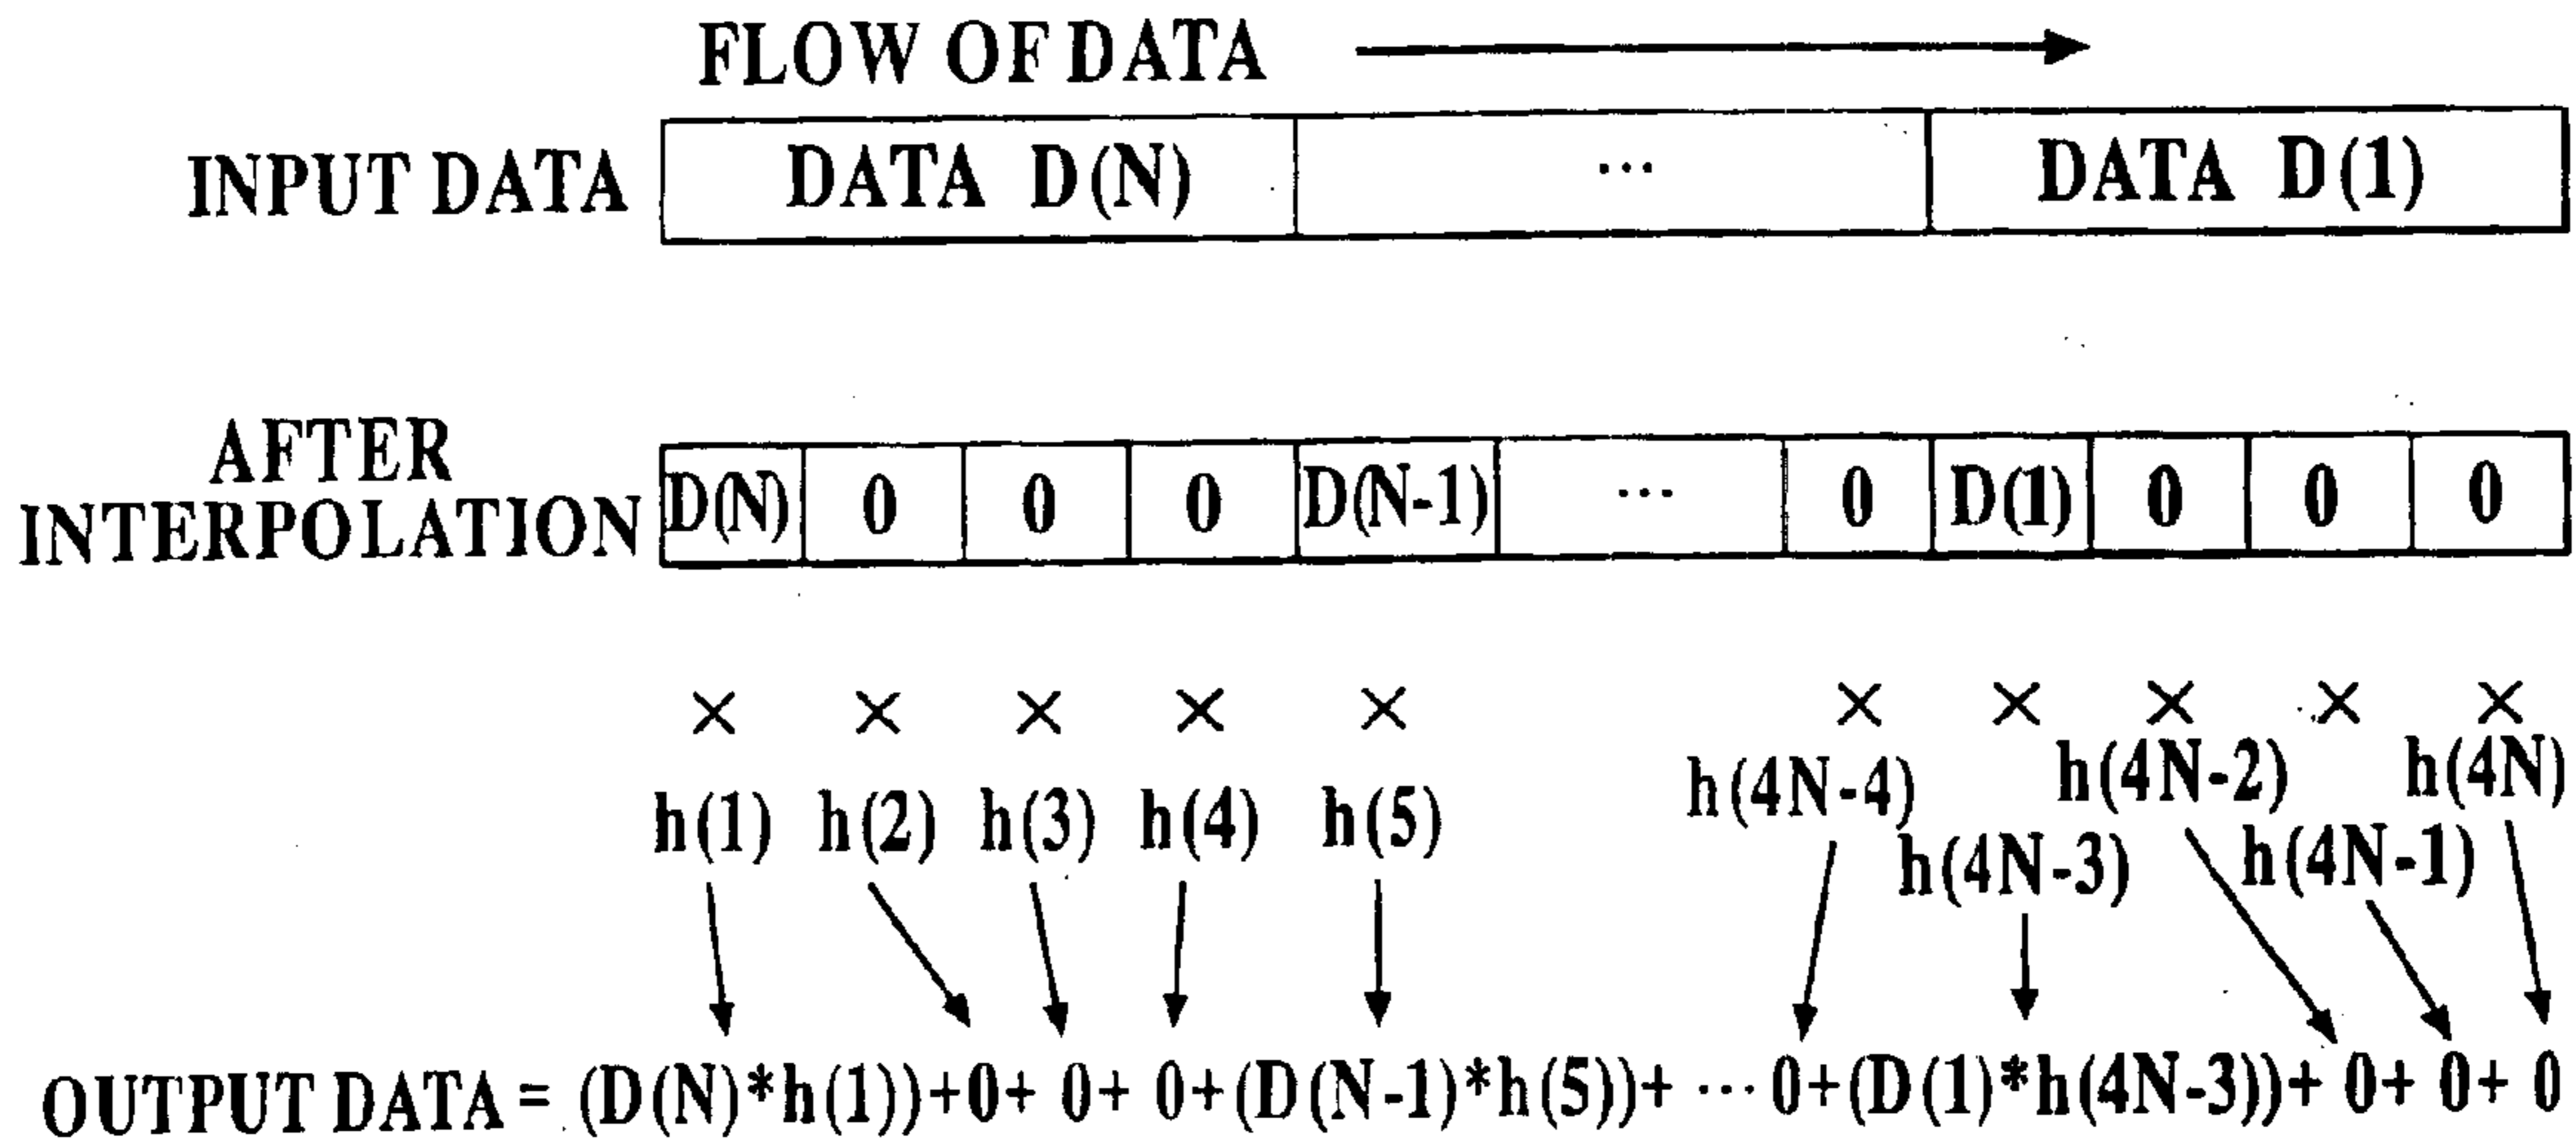 FLOW OF DATA
INPUT DATA DATA D(N) ... DATA D(1)
AFTER
INTERPOLATION D(N) 0 0 0 D(N-1) ... 0 D(1) 0 0 0
× × × × × × × × × ×
h(1) h(2) h(3) h(4) h(5) h(4N-4) h(4N-3) h(4N-2) h(4N-1) h(4N)
OUTPUT DATA = (D(N)*h(1))+0+ 0+ 0+(D(N-1)*h(5))+ ... 0+(D(1)*h(4N-3))+ 0+ 0+ 0